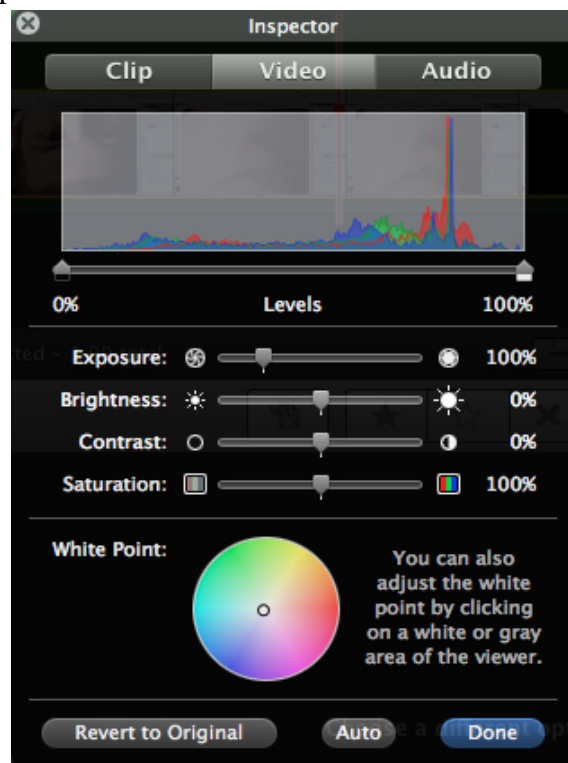 Inspector
Clip Video Audio
0% Levels 100%
Exposure: 100%
Brightness: 0%
Contrast: 0%
Saturation: 100%
White Point:
You can also
adjust the white
point by clicking
on a white or gray
area of the viewer.
Revert to Original Auto Done